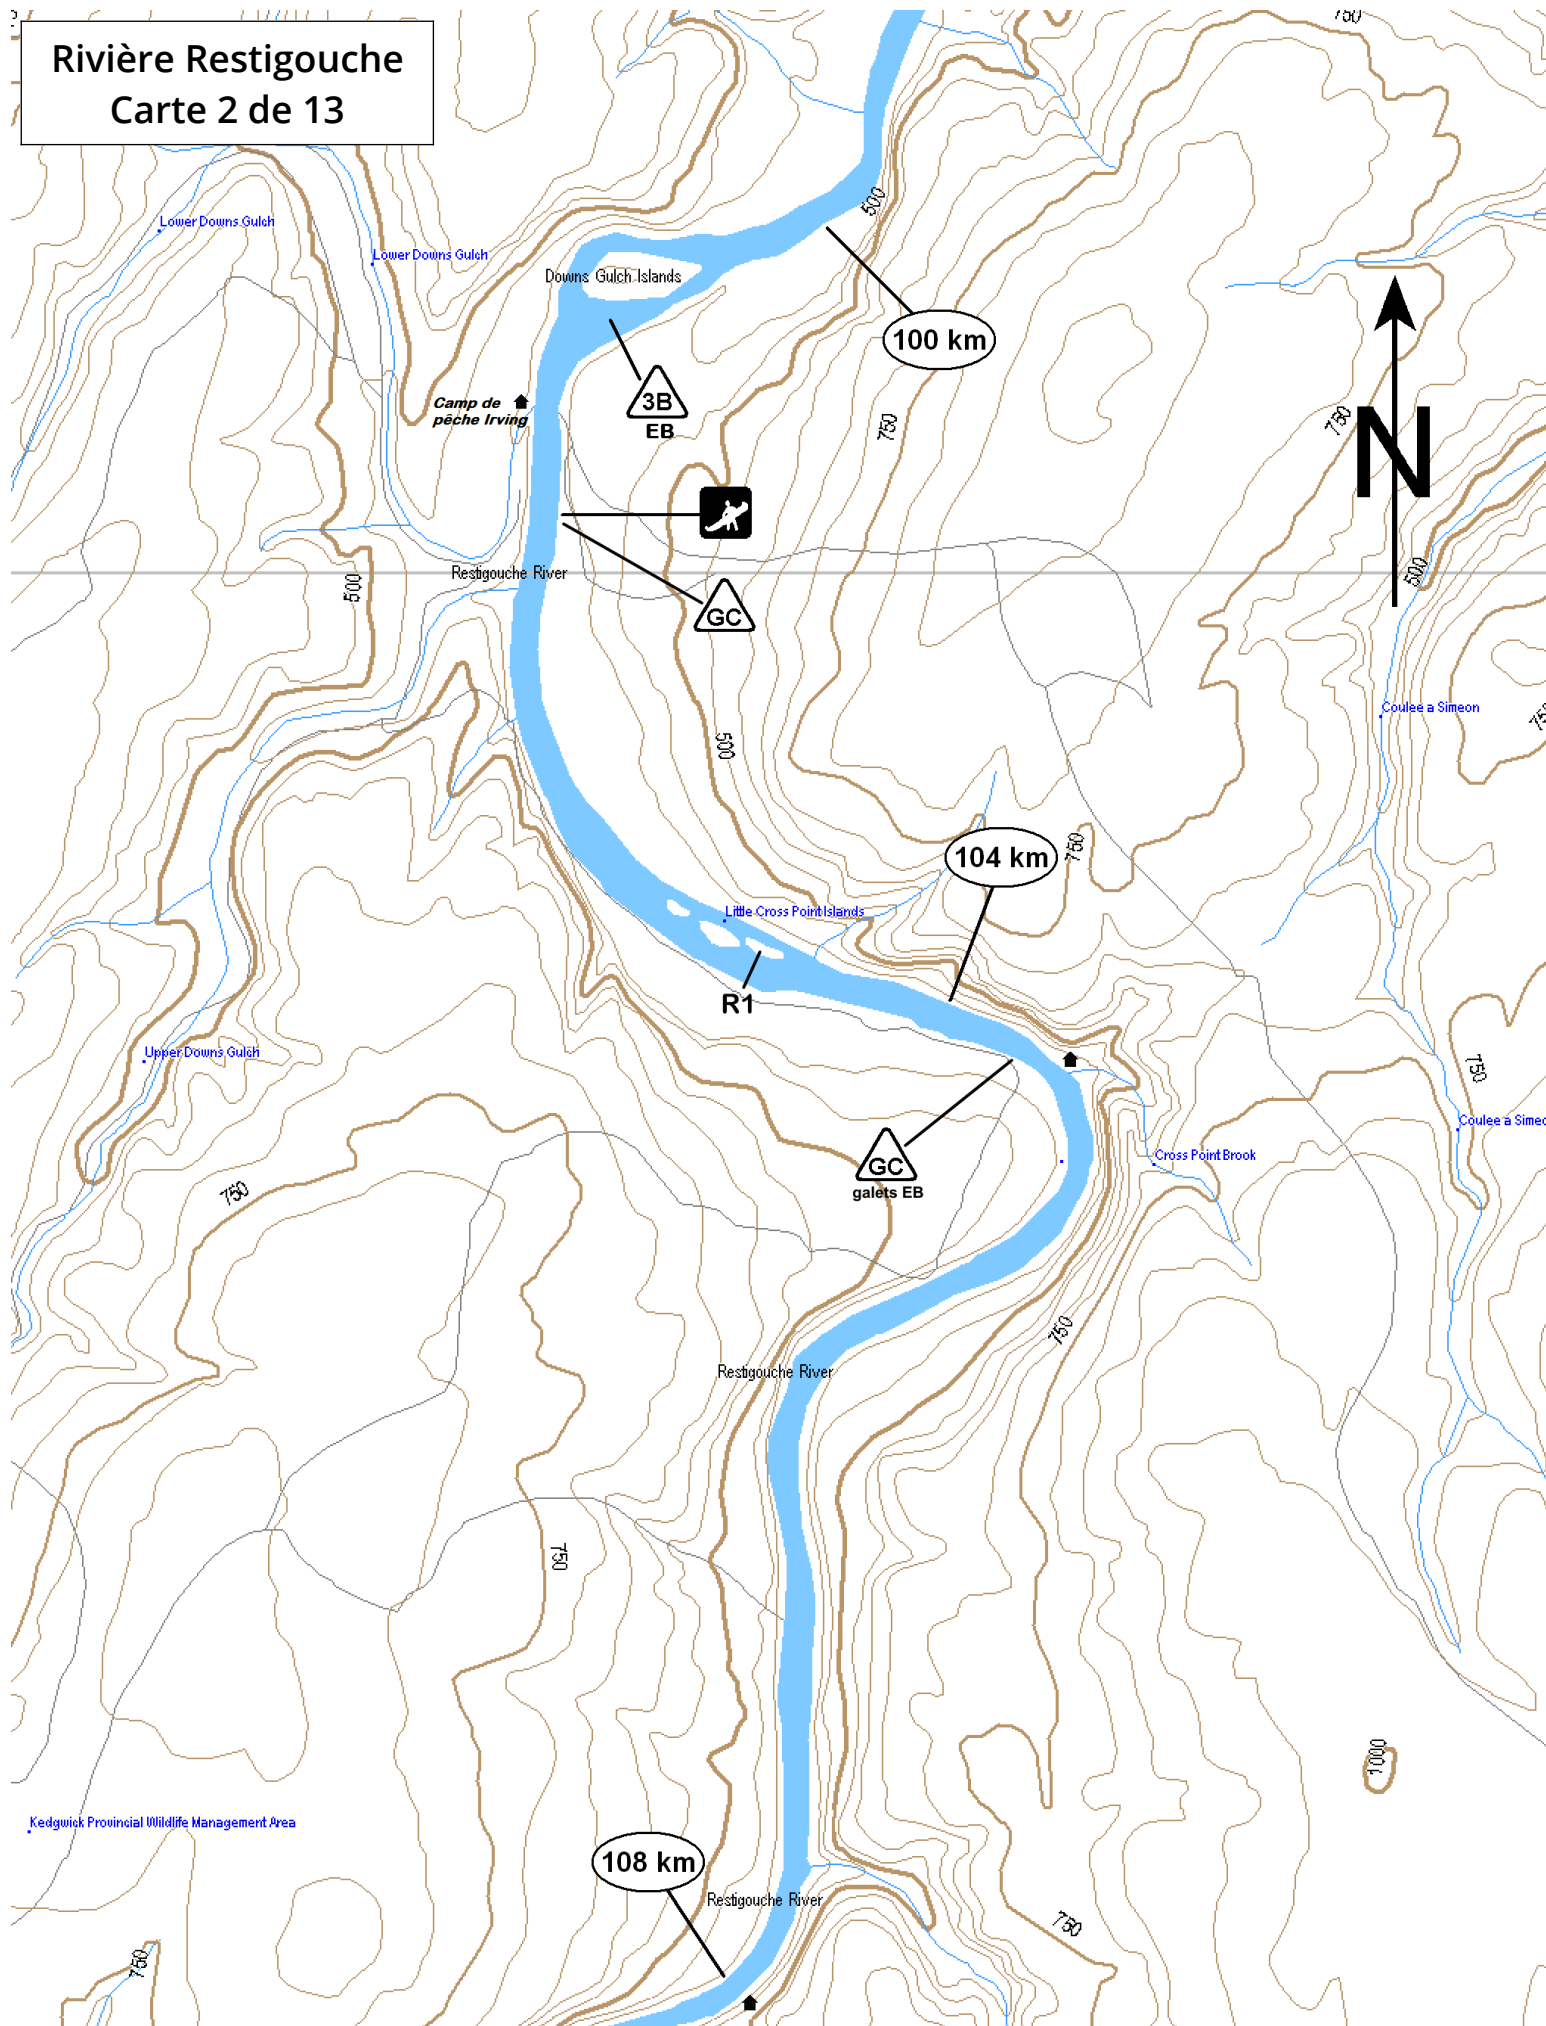 Rivière Restigouche
Carte 2 de 13
750
500
Lower Downs Gulch
Lower Downs Gulch
Downs Gulch Islands
100 km
3B
EB
Camp de
pêche Irving
750
750
N
500
Restigouche River
500
GC
Coulee a Simeon
750
500
104 km
750
Little Cross Point Islands
R1
Upper Downs Gulch
750
Coulee a Simeo
GC
galets EB
Cross Point Brook
750
750
Restigouche River
750
1000
Kedgwick Provincial Wildlife Management Area
108 km
Restigouche River
750
750